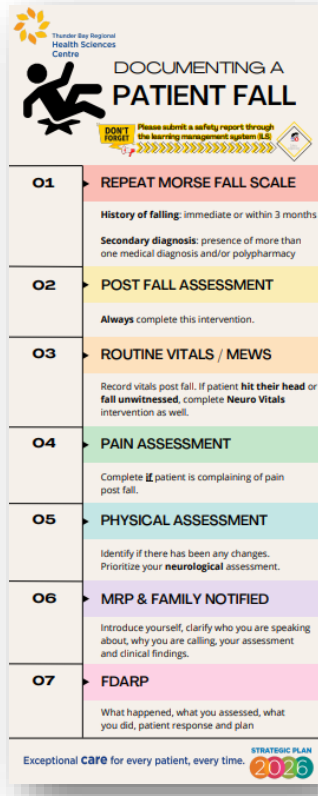 Thunder Bay Regional
Health Sciences
Centre
DOCUMENTING A
PATIENT FALL
DON'T
FORGET
Please submit a safety report through
the learning management system (ILS)
01
REPEAT MORSE FALL SCALE
History of falling: immediate or within 3 months
Secondary diagnosis: presence of more than
one medical diagnosis and/or polypharmacy
02
POST FALL ASSESSMENT
Always complete this intervention.
03
ROUTINE VITALS / MEWS
Record vitals post fall. If patient hit their head or
fall unwitnessed, complete Neuro Vitals
intervention as well.
04
PAIN ASSESSMENT
Complete if patient is complaining of pain
post fall.
05
PHYSICAL ASSESSMENT
Identify if there has been any changes.
Prioritize your neurological assessment.
06
MRP & FAMILY NOTIFIED
Introduce yourself, clarify who you are speaking
about, why you are calling, your assessment
and clinical findings.
07
FDARP
What happened, what you assessed, what
you did, patient response and plan
Exceptional care for every patient, every time.
STRATEGIC PLAN
2026